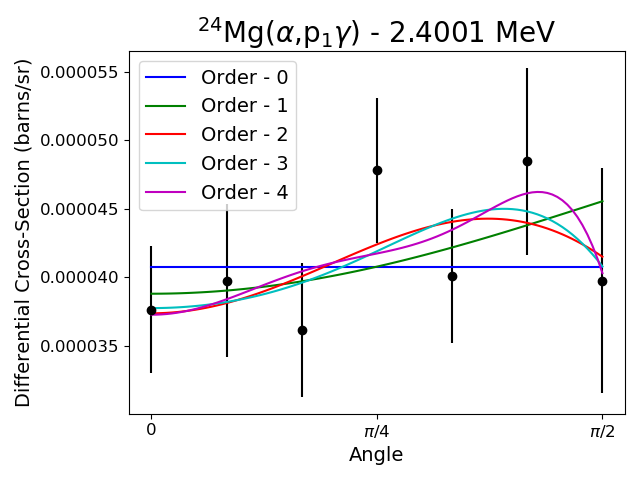 ²⁴Mg(α,p₁γ) - 2.4001 MeV
Differential Cross-Section (barns/sr)
0.000055
0.000050
0.000045
0.000040
0.000035
Order - 0
Order - 1
Order - 2
Order - 3
Order - 4
0
π/4
π/2
Angle